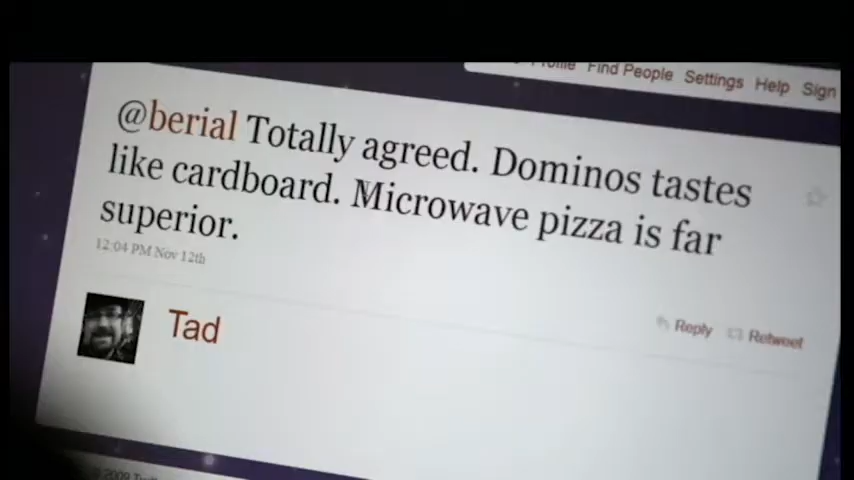 Profile Find People Settings Help Sign
@berial Totally agreed. Dominos tastes
like cardboard. Microwave pizza is far
superior.
12:04 PM Nov 12th
Reply Retweet
Tad
© 2009